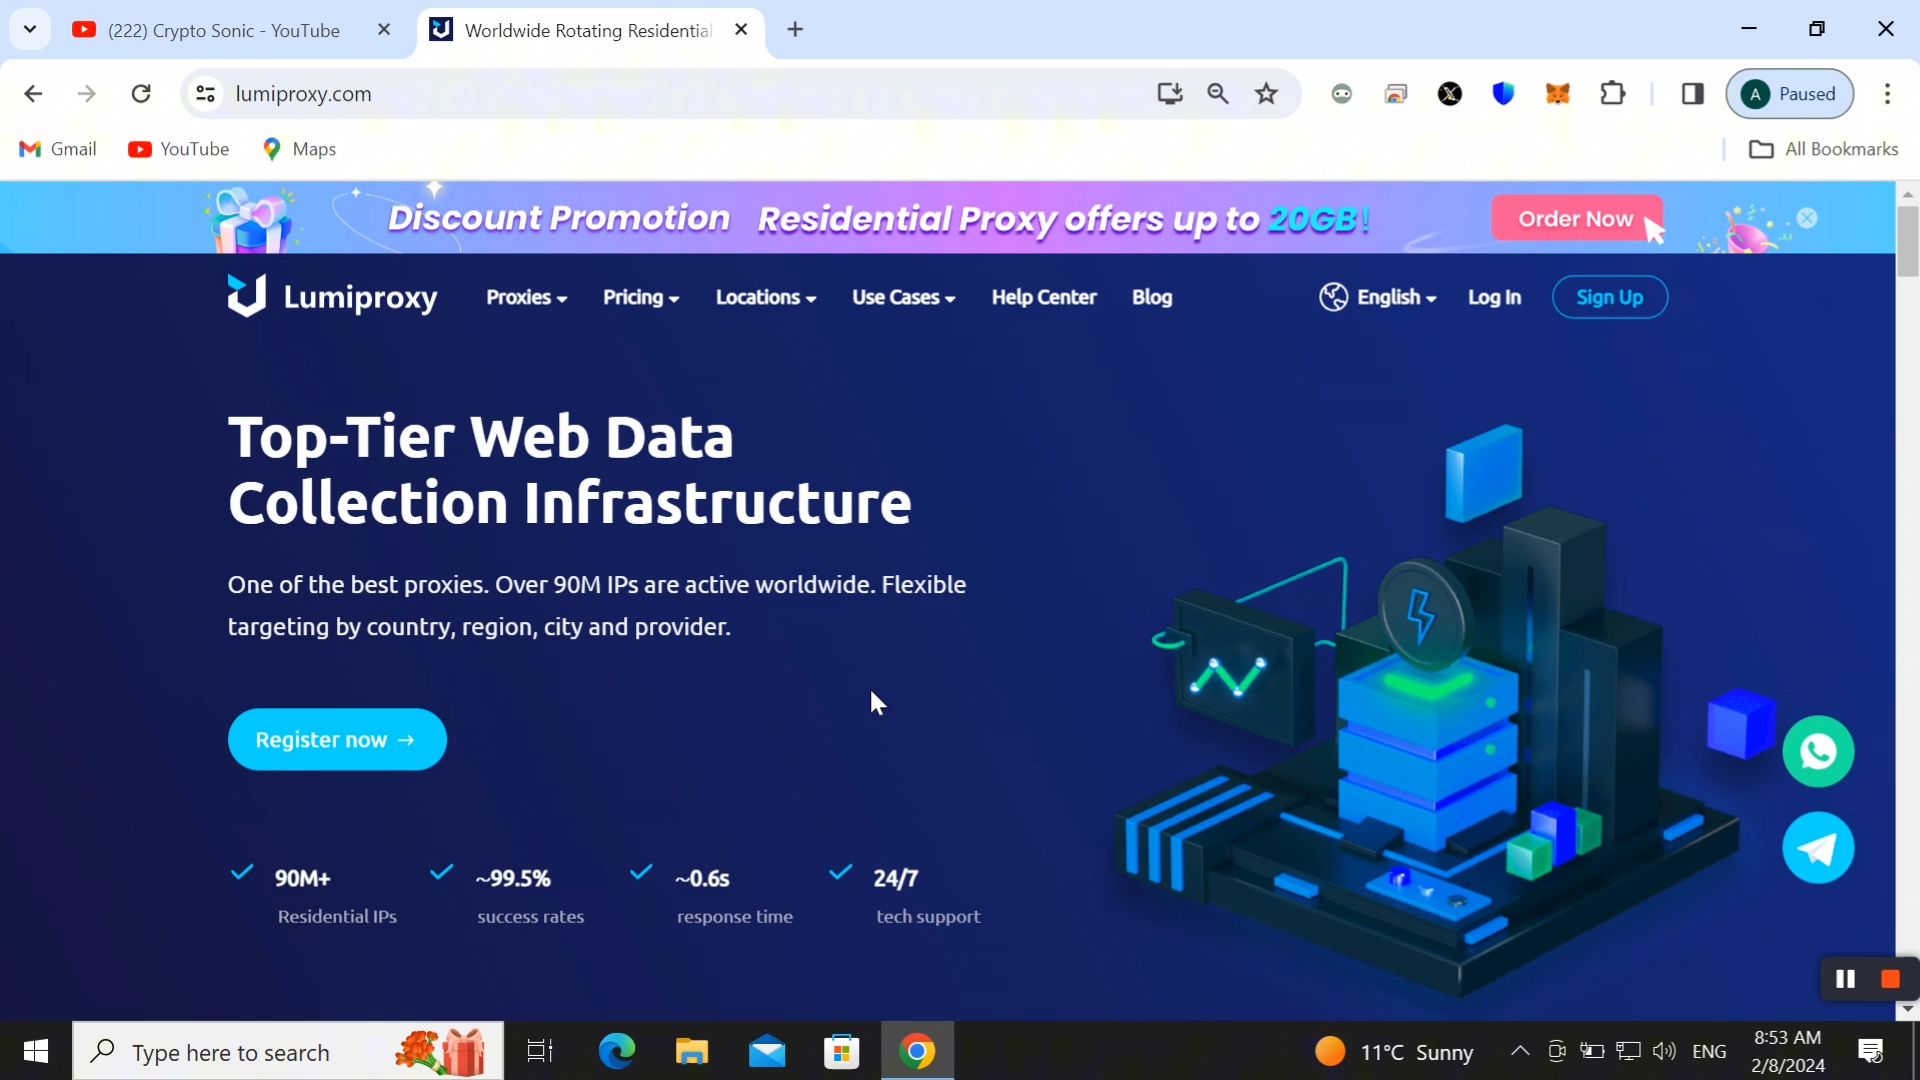 (222) Crypto Sonic - YouTube
Worldwide Rotating Residential
lumiproxy.com
A Paused
Gmail
YouTube
Maps
All Bookmarks
Discount Promotion Residential Proxy offers up to 20GB!
Order Now
Lumiproxy
Proxies
Pricing
Locations
Use Cases
Help Center
Blog
English
Log In
Sign Up
Top-Tier Web Data
Collection Infrastructure
One of the best proxies. Over 90M IPs are active worldwide. Flexible
targeting by country, region, city and provider.
Register now →
90M+
Residential IPs
~99.5%
success rates
~0.6s
response time
24/7
tech support
Type here to search
11°C Sunny
ENG
8:53 AM
2/8/2024